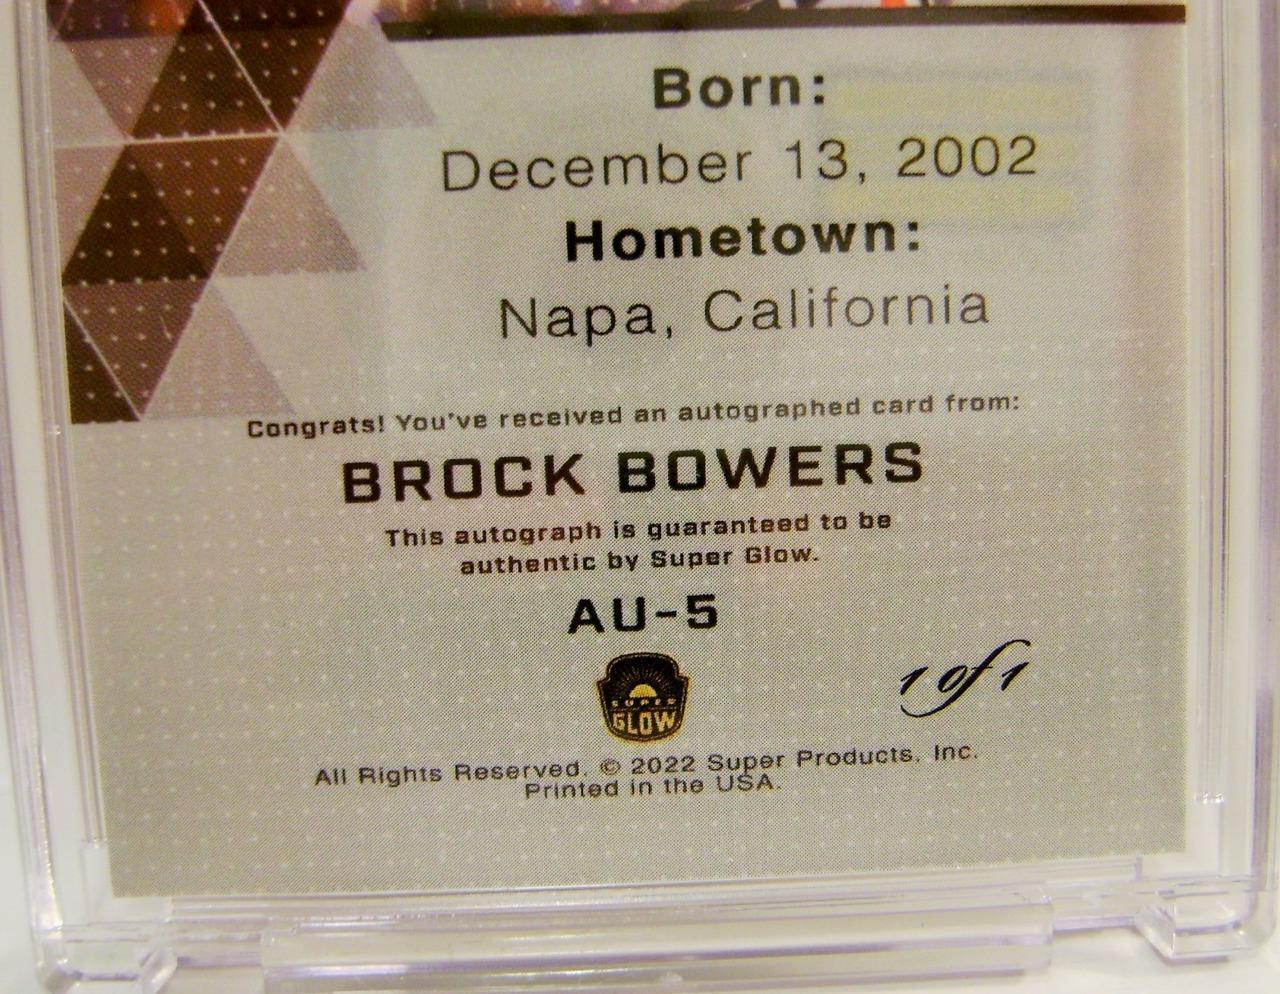 Born:
December 13, 2002
Hometown:
Napa, California
Congrats! You've received an autographed card from:
BROCK BOWERS
This autograph is guaranteed to be
authentic by Super Glow.
AU-5
SUPER
GLOW
1 of 1
All Rights Reserved. © 2022 Super Products, Inc.
Printed in the USA.